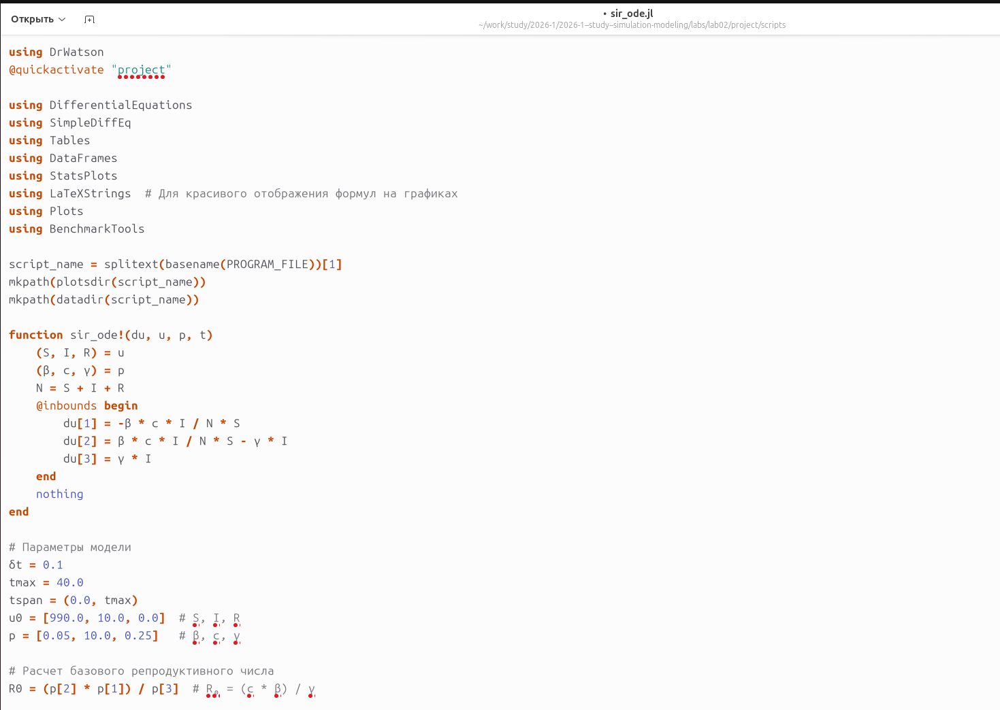 Открыть
• sir_ode.jl
~/work/study/2026-1/2026-1--study--simulation-modeling/labs/lab02/project/scripts
using DrWatson
@quickactivate "project"

using DifferentialEquations
using SimpleDiffEq
using Tables
using DataFrames
using StatsPlots
using LaTeXStrings  # Для красивого отображения формул на графиках
using Plots
using BenchmarkTools

script_name = splitext(basename(PROGRAM_FILE))[1]
mkpath(plotsdir(script_name))
mkpath(datadir(script_name))

function sir_ode!(du, u, p, t)
    (S, I, R) = u
    (β, c, γ) = p
    N = S + I + R
    @inbounds begin
        du[1] = -β * c * I / N * S
        du[2] = β * c * I / N * S - γ * I
        du[3] = γ * I
    end
    nothing
end

# Параметры модели
δt = 0.1
tmax = 40.0
tspan = (0.0, tmax)
u0 = [990.0, 10.0, 0.0]  # S, I, R
p = [0.05, 10.0, 0.25]   # β, c, γ

# Расчет базового репродуктивного числа
R0 = (p[2] * p[1]) / p[3]  # R₀ = (c * β) / γ